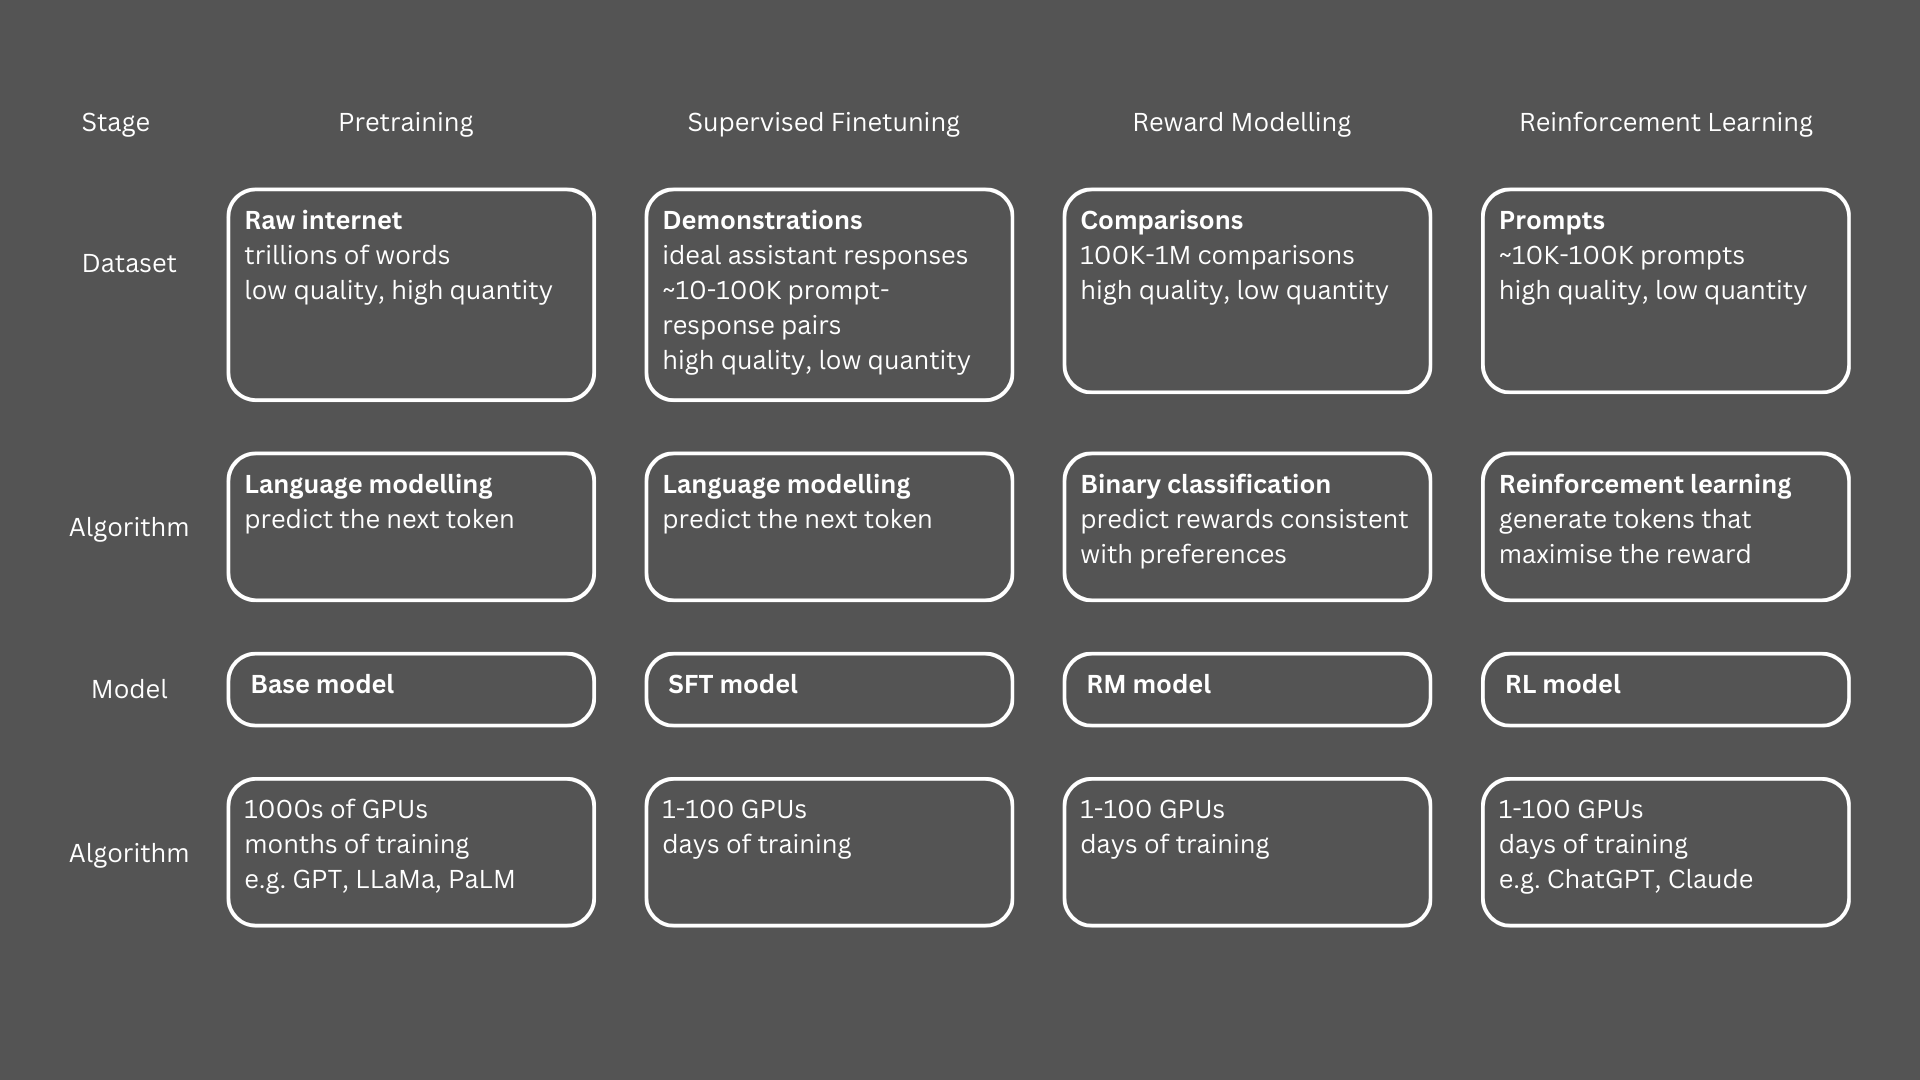 Stage
Pretraining
Supervised Finetuning
Reward Modelling
Reinforcement Learning
Dataset
Raw internet
trillions of words
low quality, high quantity
Demonstrations
ideal assistant responses
~10-100K prompt-
response pairs
high quality, low quantity
Comparisons
100K-1M comparisons
high quality, low quantity
Prompts
~10K-100K prompts
high quality, low quantity
Algorithm
Language modelling
predict the next token
Language modelling
predict the next token
Binary classification
predict rewards consistent
with preferences
Reinforcement learning
generate tokens that
maximise the reward
Model
Base model
SFT model
RM model
RL model
Algorithm
1000s of GPUs
months of training
e.g. GPT, LLaMa, PaLM
1-100 GPUs
days of training
1-100 GPUs
days of training
1-100 GPUs
days of training
e.g. ChatGPT, Claude